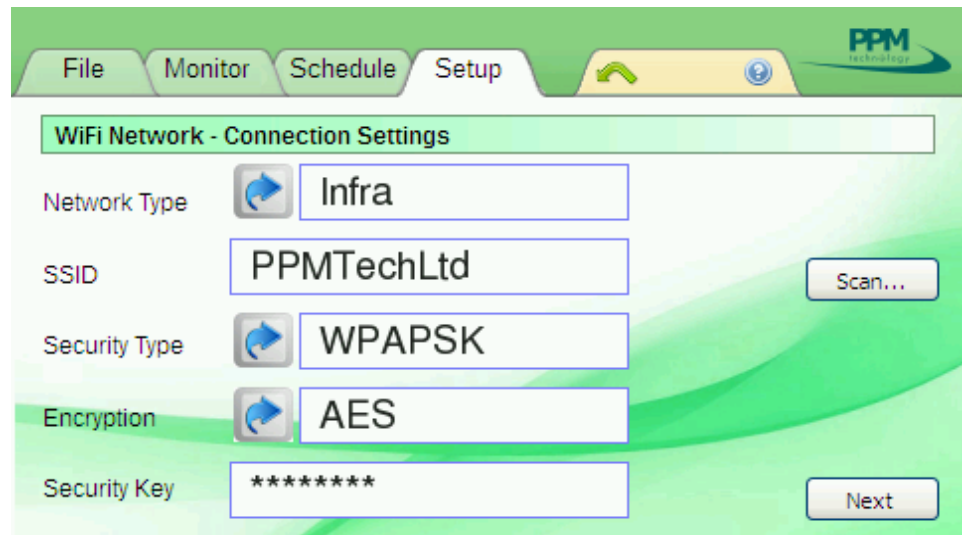 File Monitor Schedule Setup
PPM
technology
WiFi Network - Connection Settings
Network Type Infra
SSID PPMTechLtd Scan...
Security Type WPAPSK
Encryption AES
Security Key ********
Next